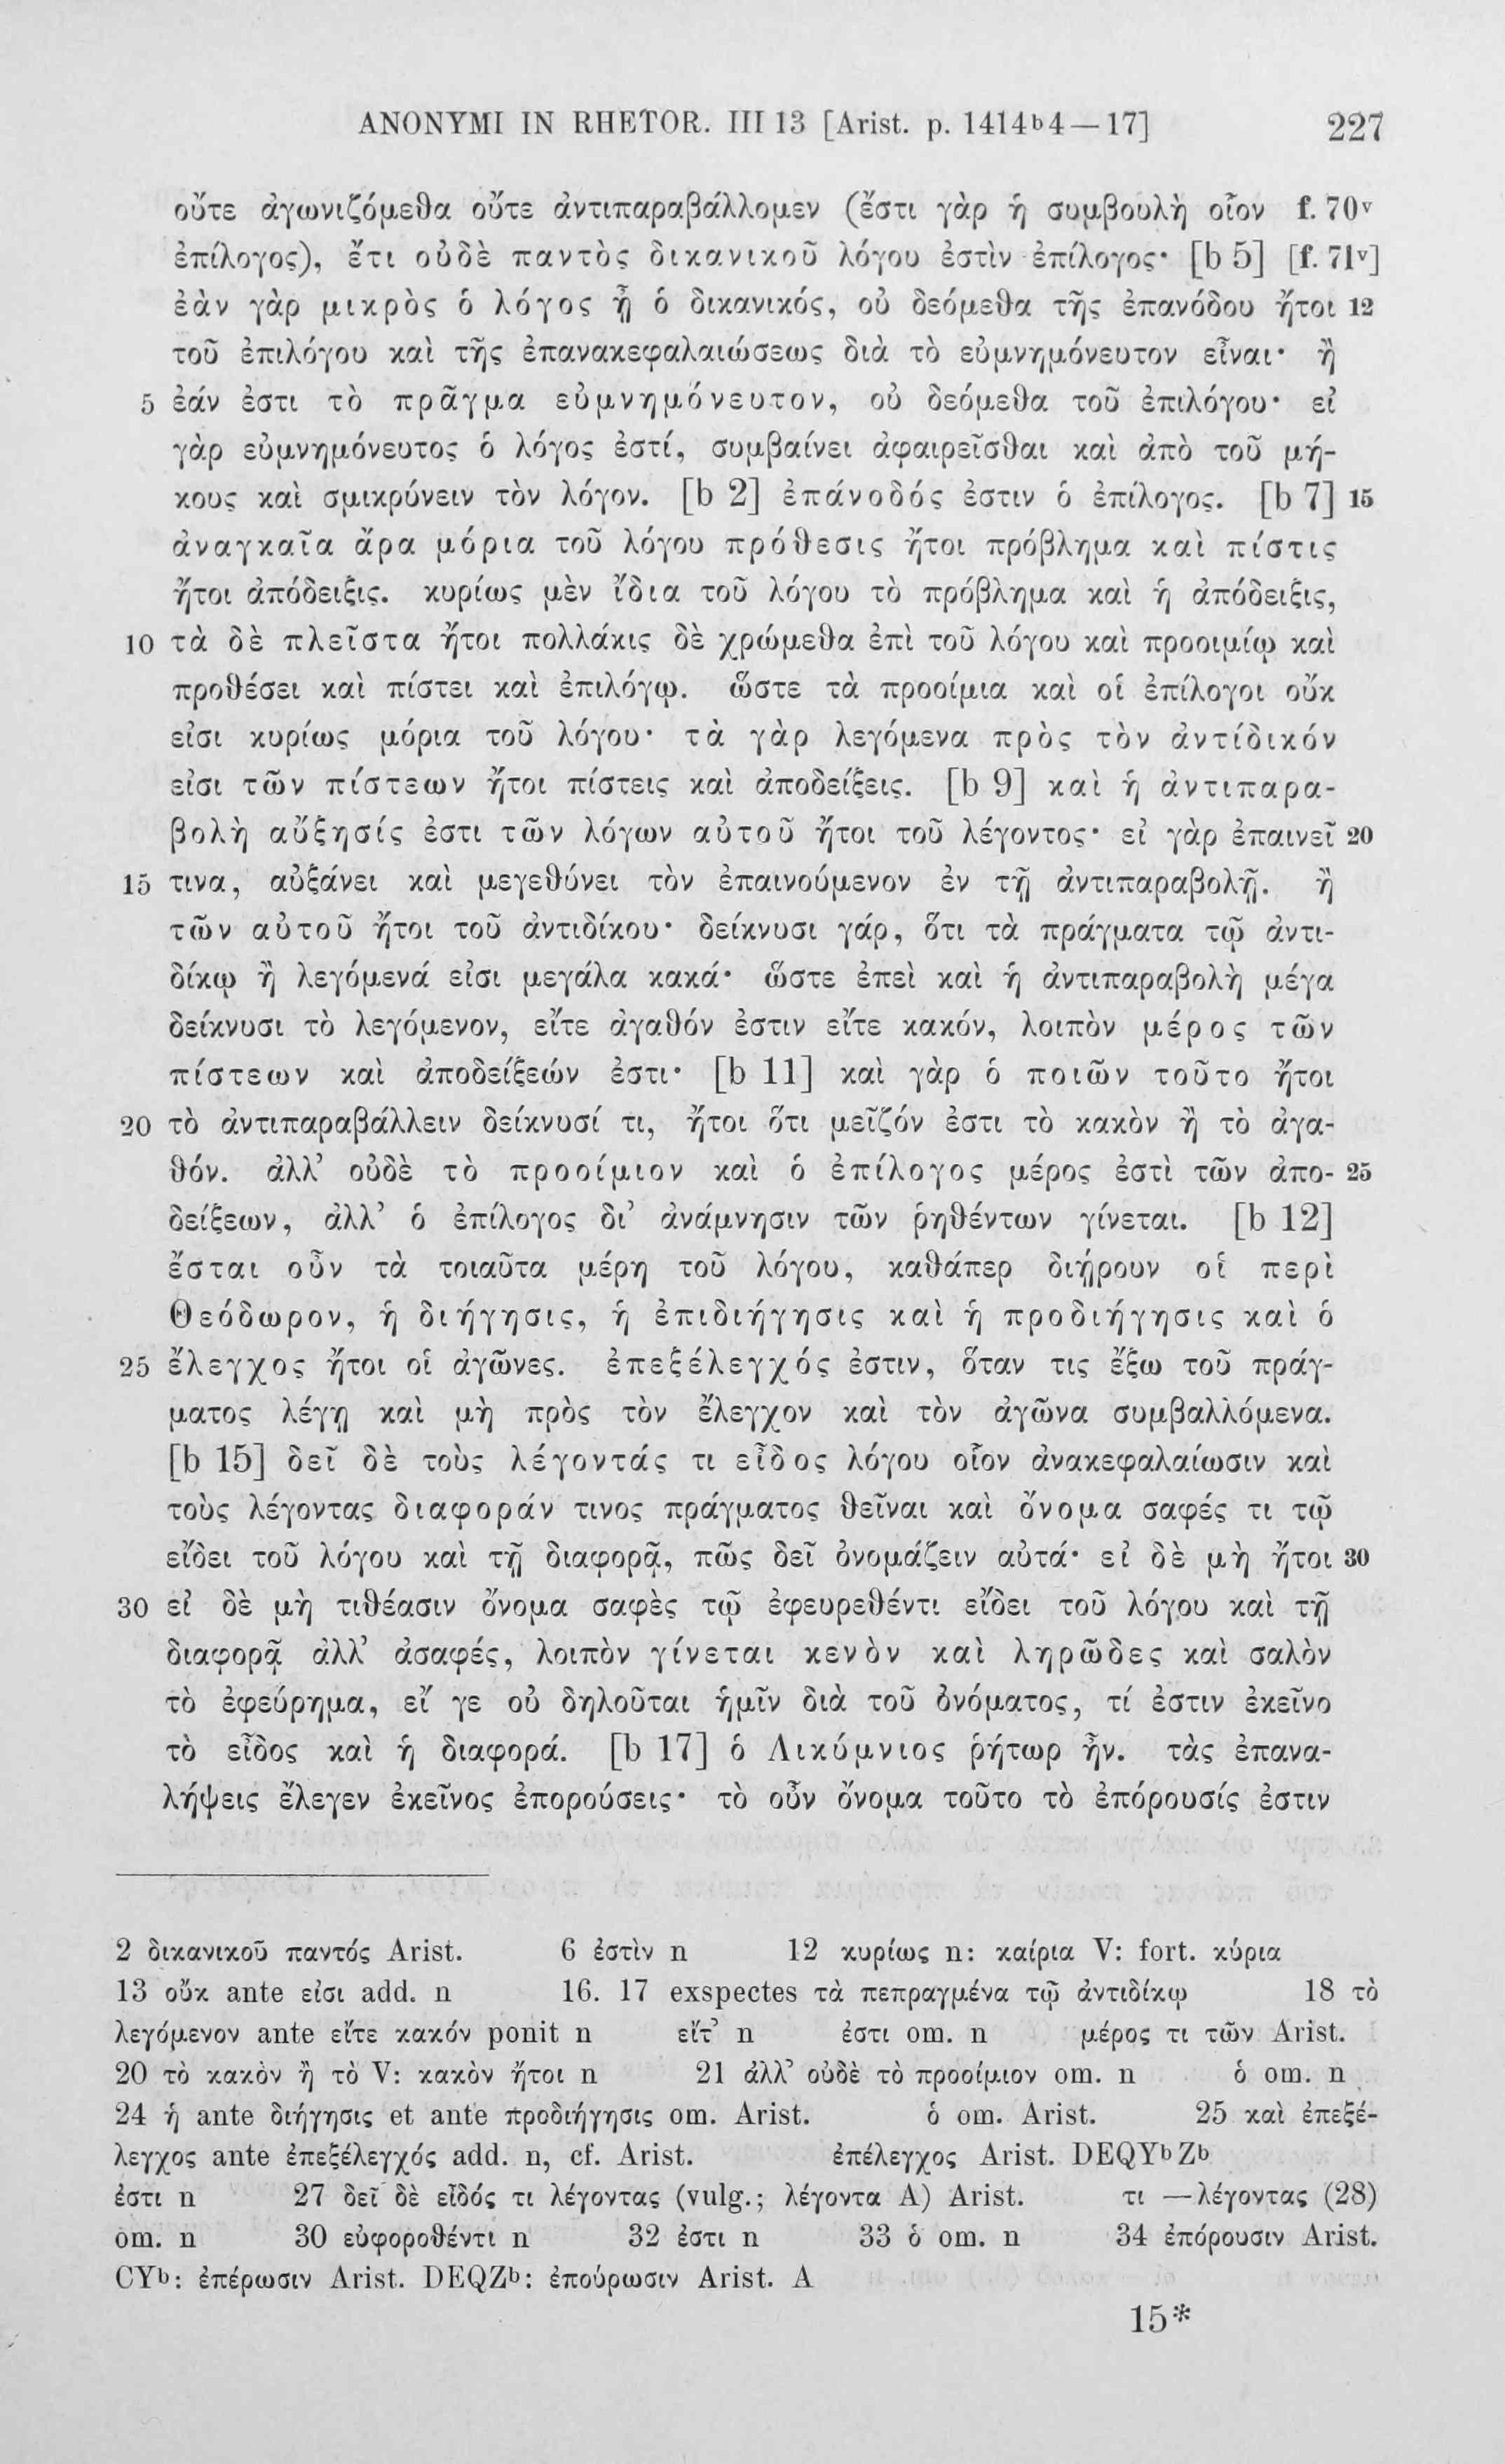 ANONYMI IN RHETOR. III 13 [Arist. p. 1414b4—17] 227
οὔτε ἀγωνιζόμεθα οὔτε ἀντιπαραβάλλομεν (ἔστι γὰρ ἡ συμβουλὴ οἷον f. 70v
ἐπίλογος), ἔτι οὐδὲ παντὸς δικανικοῦ λόγου ἐστὶν ἐπίλογος· [b 5] [f. 71v]
ἐὰν γὰρ μικρὸς ὁ λόγος ᾖ ὁ δικανικός, οὐ δεόμεθα τῆς ἐπανόδου ἤτοι 12
τοῦ ἐπιλόγου καὶ τῆς ἐπανακεφαλαιώσεως διὰ τὸ εὐμνημόνευτον εἶναι· ἢ
5 ἐάν ἐστι τὸ πρᾶγμα εὐμνημόνευτον, οὐ δεόμεθα τοῦ ἐπιλόγου· εἰ
γὰρ εὐμνημόνευτος ὁ λόγος ἐστί, συμβαίνει ἀφαιρεῖσθαι καὶ ἀπὸ τοῦ μή-
κους καὶ σμικρύνειν τὸν λόγον. [b 2] ἐπάνοδός ἐστιν ὁ ἐπίλογος. [b 7] 15
ἀναγκαῖα ἄρα μόρια τοῦ λόγου πρόθεσις ἤτοι πρόβλημα καὶ πίστις
ἤτοι ἀπόδειξις. κυρίως μὲν ἴδια τοῦ λόγου τὸ πρόβλημα καὶ ἡ ἀπόδειξις,
10 τὰ δὲ πλεῖστα ἤτοι πολλάκις δὲ χρώμεθα ἐπὶ τοῦ λόγου καὶ προοιμίῳ καὶ
προθέσει καὶ πίστει καὶ ἐπιλόγῳ. ὥστε τὰ προοίμια καὶ οἱ ἐπίλογοι οὔκ
εἰσι κυρίως μόρια τοῦ λόγου· τὰ γὰρ λεγόμενα πρὸς τὸν ἀντίδικόν
εἰσι τῶν πίστεων ἤτοι πίστεις καὶ ἀποδείξεις. [b 9] καὶ ἡ ἀντιπαρα-
βολὴ αὔξησίς ἐστι τῶν λόγων αὐτοῦ ἤτοι τοῦ λέγοντος· εἰ γὰρ ἐπαινεῖ 20
15 τινα, αὐξάνει καὶ μεγεθύνει τὸν ἐπαινούμενον ἐν τῇ ἀντιπαραβολῇ. ἢ
τῶν αὐτοῦ ἤτοι τοῦ ἀντιδίκου· δείκνυσι γάρ, ὅτι τὰ πράγματα τῷ ἀντι-
δίκῳ ἢ λεγόμενά εἰσι μεγάλα κακά· ὥστε ἐπεὶ καὶ ἡ ἀντιπαραβολὴ μέγα
δείκνυσι τὸ λεγόμενον, εἴτε ἀγαθόν ἐστιν εἴτε κακόν, λοιπὸν μέρος τῶν
πίστεων καὶ ἀποδείξεών ἐστι· [b 11] καὶ γὰρ ὁ ποιῶν τοῦτο ἤτοι
20 τὸ ἀντιπαραβάλλειν δείκνυσί τι, ἤτοι ὅτι μεῖζόν ἐστι τὸ κακὸν ἢ τὸ ἀγα-
θόν. ἀλλ’ οὐδὲ τὸ προοίμιον καὶ ὁ ἐπίλογος μέρος ἐστὶ τῶν ἀπο- 25
δείξεων, ἀλλ’ ὁ ἐπίλογος δι’ ἀνάμνησιν τῶν ῥηθέντων γίνεται. [b 12]
ἔσται οὖν τὰ τοιαῦτα μέρη τοῦ λόγου, καθάπερ διῄρουν οἱ περὶ
Θεόδωρον, ἡ διήγησις, ἡ ἐπιδιήγησις καὶ ἡ προδιήγησις καὶ ὁ
25 ἔλεγχος ἤτοι οἱ ἀγῶνες. ἐπεξέλεγχός ἐστιν, ὅταν τις ἔξω τοῦ πράγ-
ματος λέγῃ καὶ μὴ πρὸς τὸν ἔλεγχον καὶ τὸν ἀγῶνα συμβαλλόμενα.
[b 15] δεῖ δὲ τοὺς λέγοντάς τι εἶδος λόγου οἷον ἀνακεφαλαίωσιν καὶ
τοὺς λέγοντας διαφοράν τινος πράγματος θεῖναι καὶ ὄνομα σαφές τι τῷ
εἴδει τοῦ λόγου καὶ τῇ διαφορᾷ, πῶς δεῖ ὀνομάζειν αὐτά· εἰ δὲ μὴ ἤτοι 30
30 εἰ δὲ μὴ τιθέασιν ὄνομα σαφὲς τῷ ἐφευρεθέντι εἴδει τοῦ λόγου καὶ τῇ
διαφορᾷ ἀλλ’ ἀσαφές, λοιπὸν γίνεται κενὸν καὶ ληρῶδες καὶ σαλὸν
τὸ ἐφεύρημα, εἴ γε οὐ δηλοῦται ἡμῖν διὰ τοῦ ὀνόματος, τί ἐστιν ἐκεῖνο
τὸ εἶδος καὶ ἡ διαφορά. [b 17] ὁ Λικύμνιος ῥήτωρ ἦν. τὰς ἐπανα-
λήψεις ἔλεγεν ἐκεῖνος ἐπορούσεις· τὸ οὖν ὄνομα τοῦτο τὸ ἐπόρουσίς ἐστιν
2 δικανικοῦ παντός Arist. 6 ἐστὶν n 12 κυρίως n: καίρια V: fort. κύρια
13 οὔκ ante εἰσι add. n 16. 17 exspectes τὰ πεπραγμένα τῷ ἀντιδίκῳ 18 τὸ
λεγόμενον ante εἴτε κακόν ponit n εἴτ’ n ἐστι om. n μέρος τι τῶν Arist.
20 τὸ κακὸν ἢ τὸ V: κακὸν ἤτοι n 21 ἀλλ’ οὐδὲ τὸ προοίμιον om. n ὁ om. n
24 ἡ ante διήγησις et ante προδιήγησις om. Arist. ὁ om. Arist. 25 καὶ ἐπεξέ-
λεγχος ante ἐπεξέλεγχός add. n, cf. Arist. ἐπέλεγχος Arist. DEQYbZb
ἐστι n 27 δεῖ δὲ εἶδός τι λέγοντας (vulg.; λέγοντα A) Arist. τι —λέγοντας (28)
om. n 30 εὐφοροθέντι n 32 ἐστι n 33 ὁ om. n 34 ἐπόρουσιν Arist.
CYb: ἐπέρωσιν Arist. DEQZb: ἐπούρωσιν Arist. A
15*